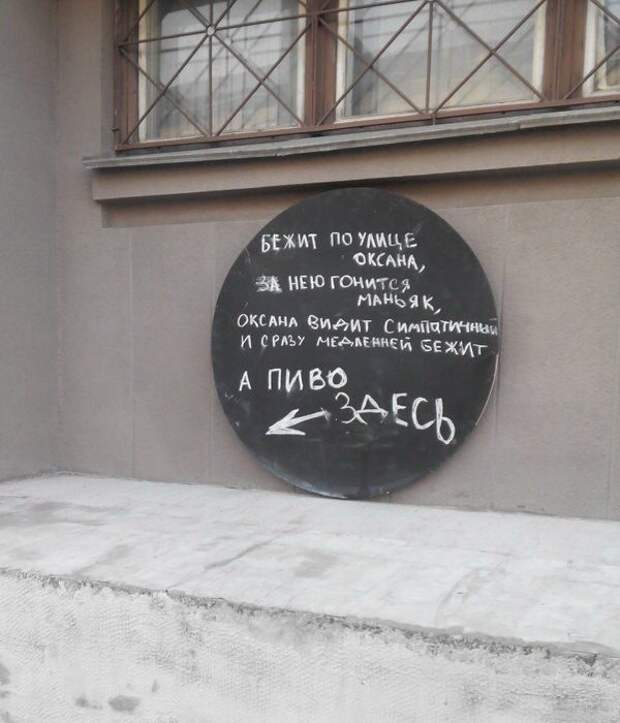 БЕЖИТ ПО УЛИЦЕ
ОКСАНА,
ЗА НЕЮ ГОНИТСЯ
МАНЬЯК,
ОКСАНА ВИДИТ СИМПАТИЧНЫЙ
И СРАЗУ МЕДЛЕННЕЙ БЕЖИТ
А ПИВО
ЗДЕСЬ